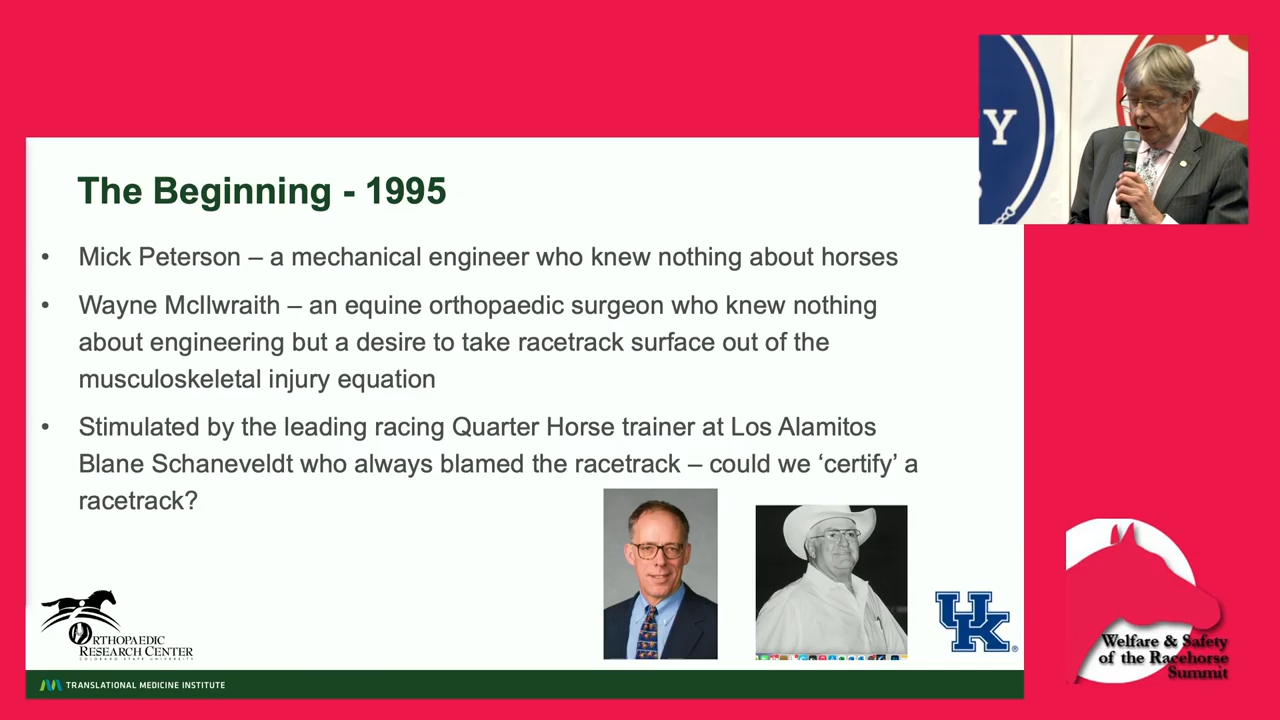 Y
The Beginning - 1995
• Mick Peterson – a mechanical engineer who knew nothing about horses
• Wayne McIlwraith – an equine orthopaedic surgeon who knew nothing
about engineering but a desire to take racetrack surface out of the
musculoskeletal injury equation
• Stimulated by the leading racing Quarter Horse trainer at Los Alamitos
Blane Schaneveldt who always blamed the racetrack – could we ‘certify’ a
racetrack?
ORTHOPAEDIC
RESEARCH CENTER
COLORADO STATE UNIVERSITY
UK
®
Welfare & Safety
of the Racehorse
Summit
TRANSLATIONAL MEDICINE INSTITUTE